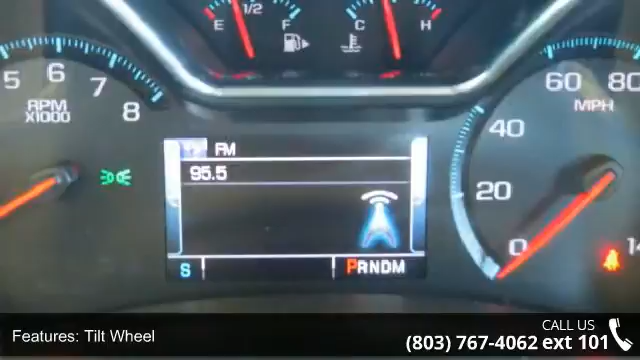 1/2
E F C H
5 6 7 8
RPM
X1000
FM
95.5
S PRNDM
60 80
MPH
40
20
0
14
Features: Tilt Wheel
CALL US
(803) 767-4062 ext 101